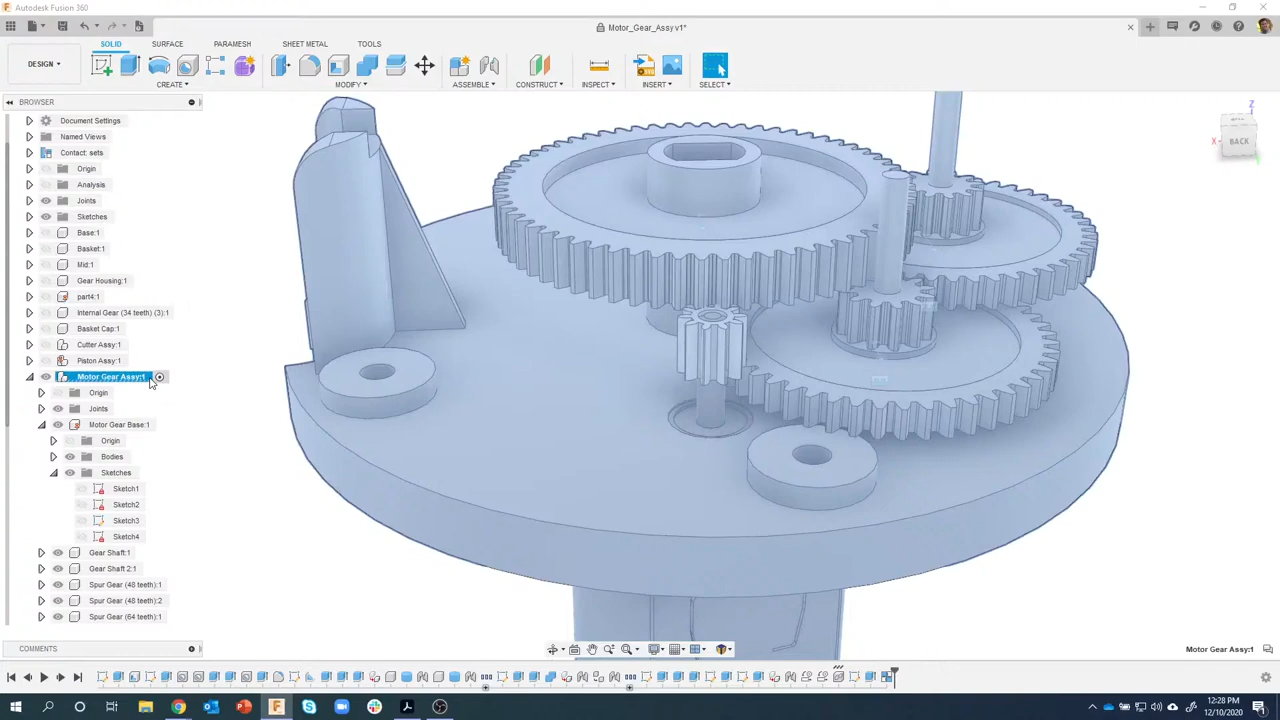 Autodesk Fusion 360
Motor_Gear_Assy v1*
SOLID SURFACE PARAMESH SHEET METAL TOOLS
DESIGN
CREATE MODIFY ASSEMBLE CONSTRUCT INSPECT INSERT SELECT
BROWSER
Document Settings
Named Views
Contact: sets
Origin
Analysis
Joints
Sketches
Base:1
Basket:1
Mid:1
Gear Housing:1
part4:1
Internal Gear (34 teeth) (3):1
Basket Cap:1
Cutter Assy:1
Piston Assy:1
Motor Gear Assy:1
Origin
Joints
Motor Gear Base:1
Origin
Bodies
Sketches
Sketch1
Sketch2
Sketch3
Sketch4
Gear Shaft:1
Gear Shaft 2:1
Spur Gear (48 teeth):1
Spur Gear (48 teeth):2
Spur Gear (64 teeth):1
Z
X
BACK
COMMENTS
Motor Gear Assy:1
12:28 PM
12/10/2020